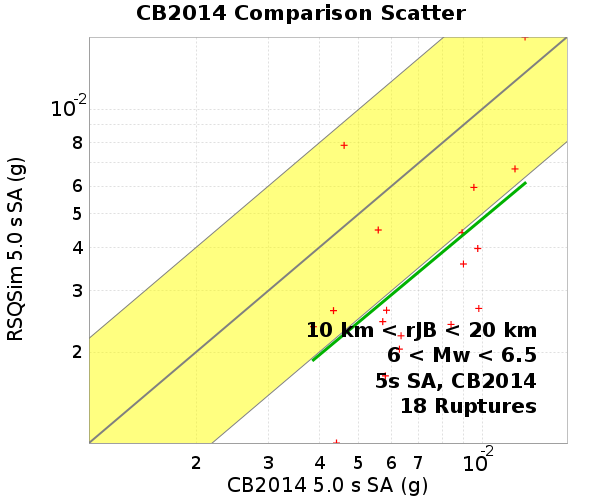 CB2014 Comparison Scatter
RSQSim 5.0 s SA (g)
10-2
8
6
5
4
3
2
10 km < rJB < 20 km
6 < Mw < 6.5
5s SA, CB2014
18 Ruptures
2 3 4 5 6 7 10-2
CB2014 5.0 s SA (g)